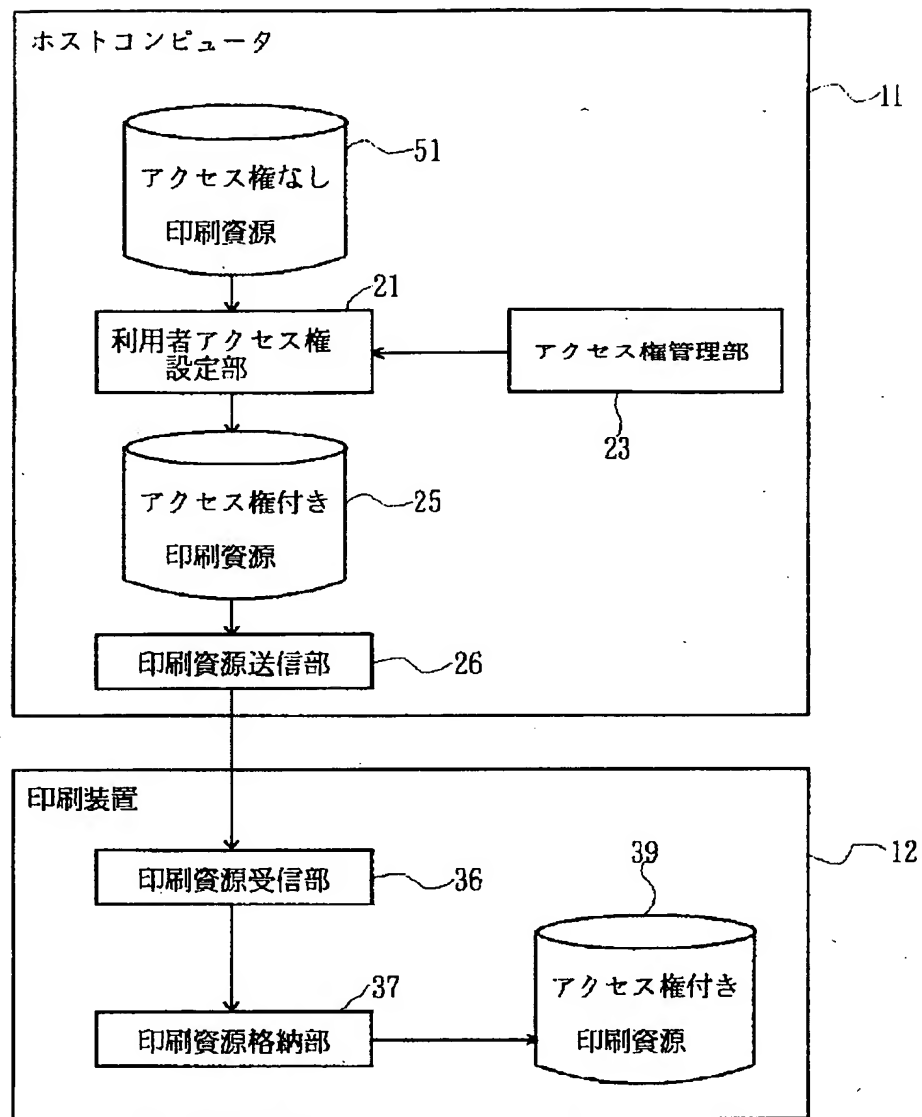 ホストコンピュータ
11
アクセス権なし
印刷資源
51
21
利用者アクセス権
設定部
アクセス権管理部
23
アクセス権付き
印刷資源
25
印刷資源送信部
26
印刷装置
12
印刷資源受信部
36
39
37
アクセス権付き
印刷資源
印刷資源格納部